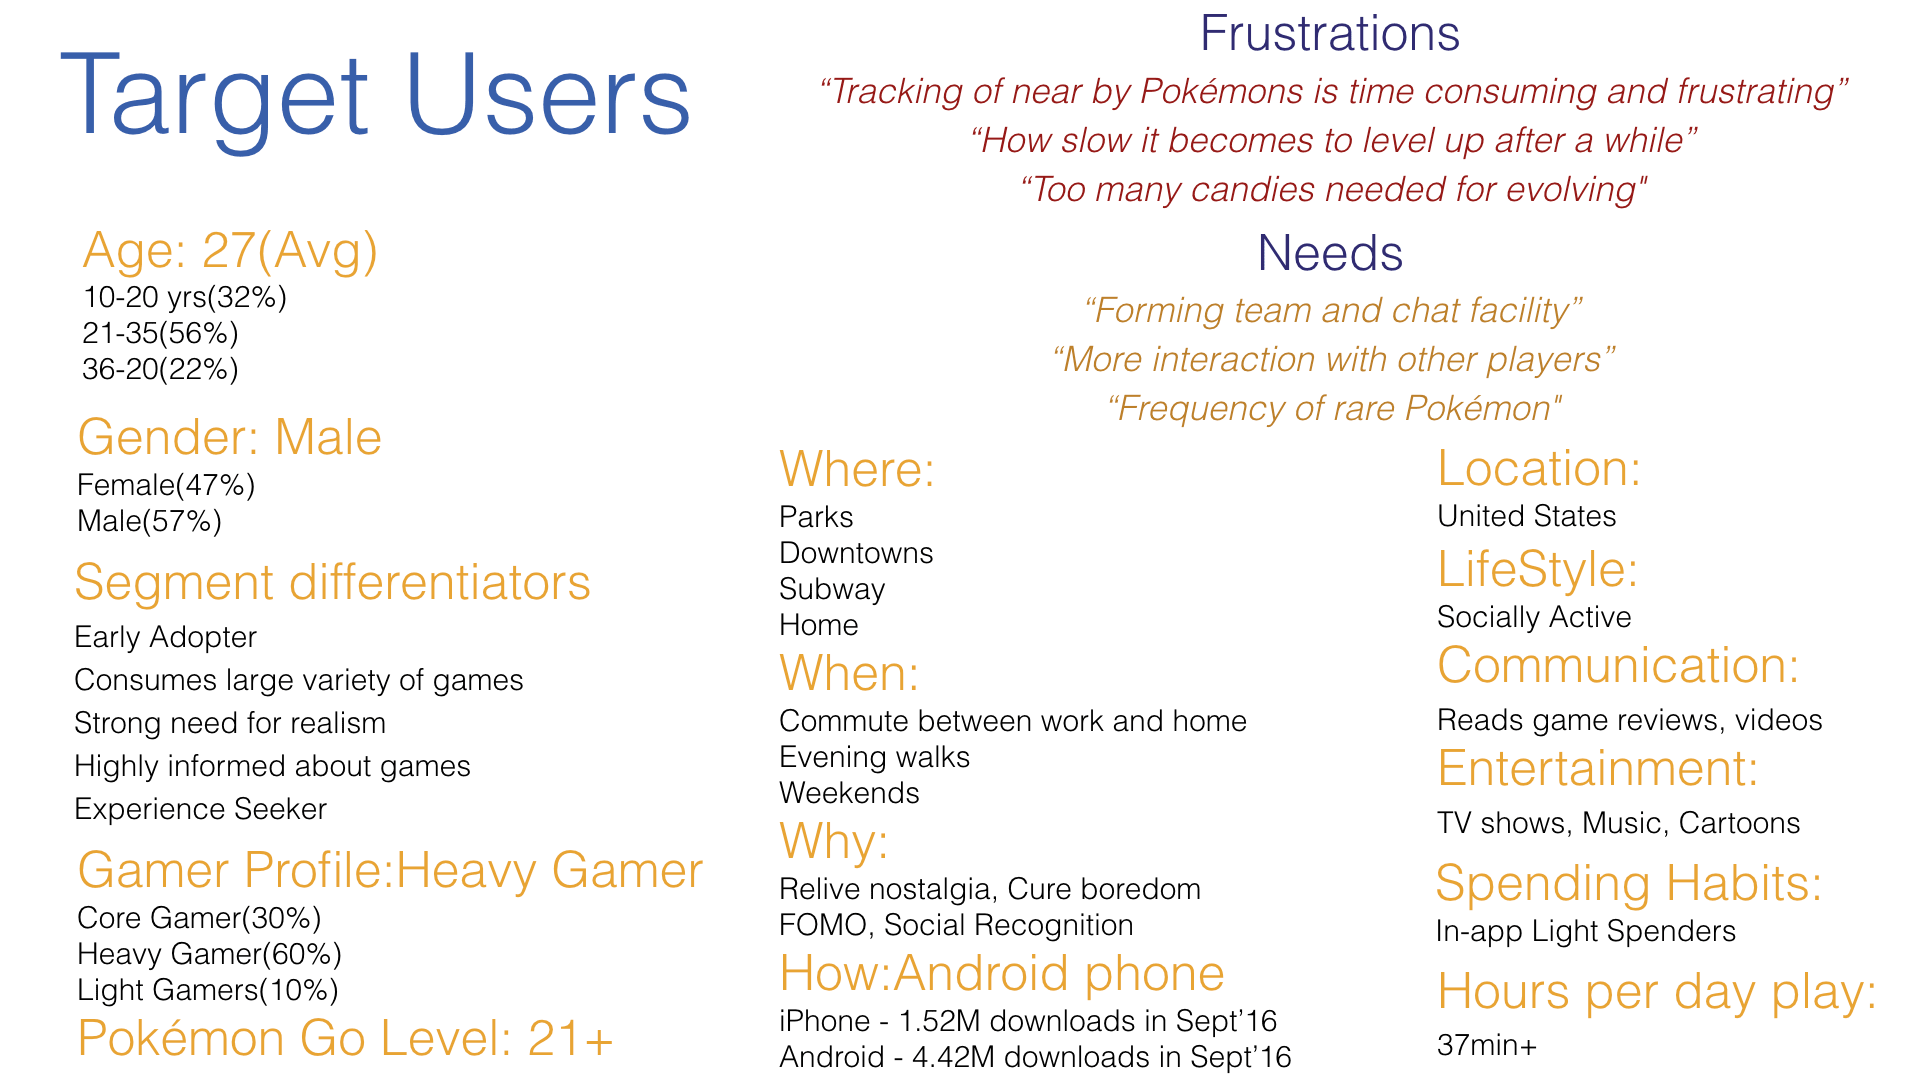 Target Users
Age: 27(Avg)
10-20 yrs(32%)
21-35(56%)
36-20(22%)
Gender: Male
Female(47%)
Male(57%)
Segment differentiators
Early Adopter
Consumes large variety of games
Strong need for realism
Highly informed about games
Experience Seeker
Gamer Profile:Heavy Gamer
Core Gamer(30%)
Heavy Gamer(60%)
Light Gamers(10%)
Pokémon Go Level: 21+
Frustrations
“Tracking of near by Pokémons is time consuming and frustrating”
“How slow it becomes to level up after a while”
“Too many candies needed for evolving"
Needs
“Forming team and chat facility”
“More interaction with other players”
“Frequency of rare Pokémon"
Where:
Parks
Downtowns
Subway
Home
When:
Commute between work and home
Evening walks
Weekends
Why:
Relive nostalgia, Cure boredom
FOMO, Social Recognition
How:Android phone
iPhone - 1.52M downloads in Sept’16
Android - 4.42M downloads in Sept’16
Location:
United States
LifeStyle:
Socially Active
Communication:
Reads game reviews, videos
Entertainment:
TV shows, Music, Cartoons
Spending Habits:
In-app Light Spenders
Hours per day play:
37min+